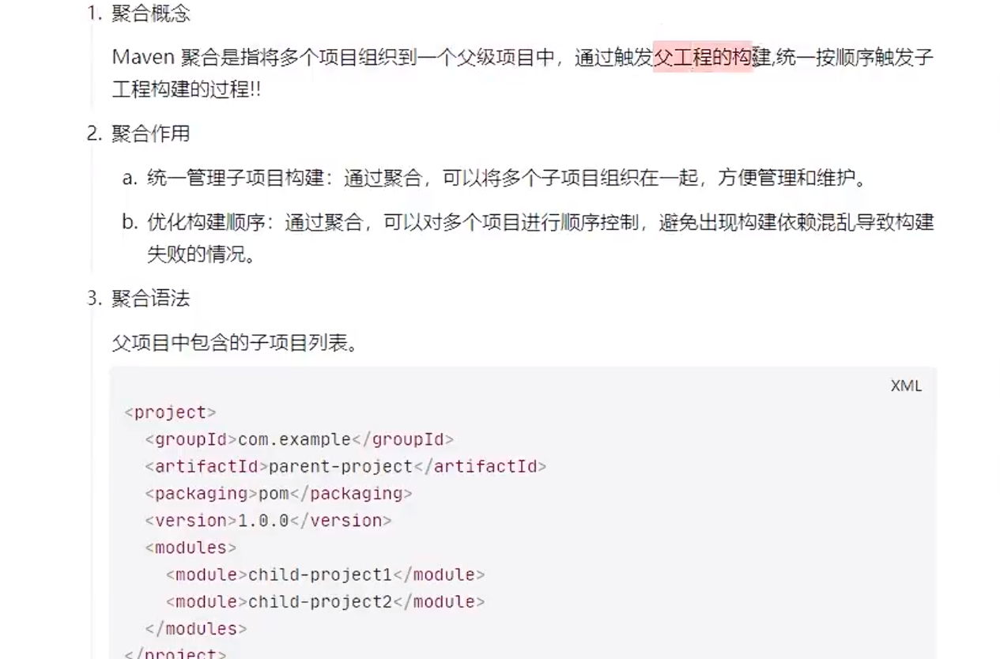 1. 聚合概念
Maven 聚合是指将多个项目组织到一个父级项目中，通过触发父工程的构建,统一按顺序触发子
工程构建的过程!!
2. 聚合作用
a. 统一管理子项目构建：通过聚合，可以将多个子项目组织在一起，方便管理和维护。
b. 优化构建顺序：通过聚合，可以对多个项目进行顺序控制，避免出现构建依赖混乱导致构建
失败的情况。
3. 聚合语法
父项目中包含的子项目列表。
XML
<project>
  <groupId>com.example</groupId>
  <artifactId>parent-project</artifactId>
  <packaging>pom</packaging>
  <version>1.0.0</version>
  <modules>
    <module>child-project1</module>
    <module>child-project2</module>
  </modules>
</project>